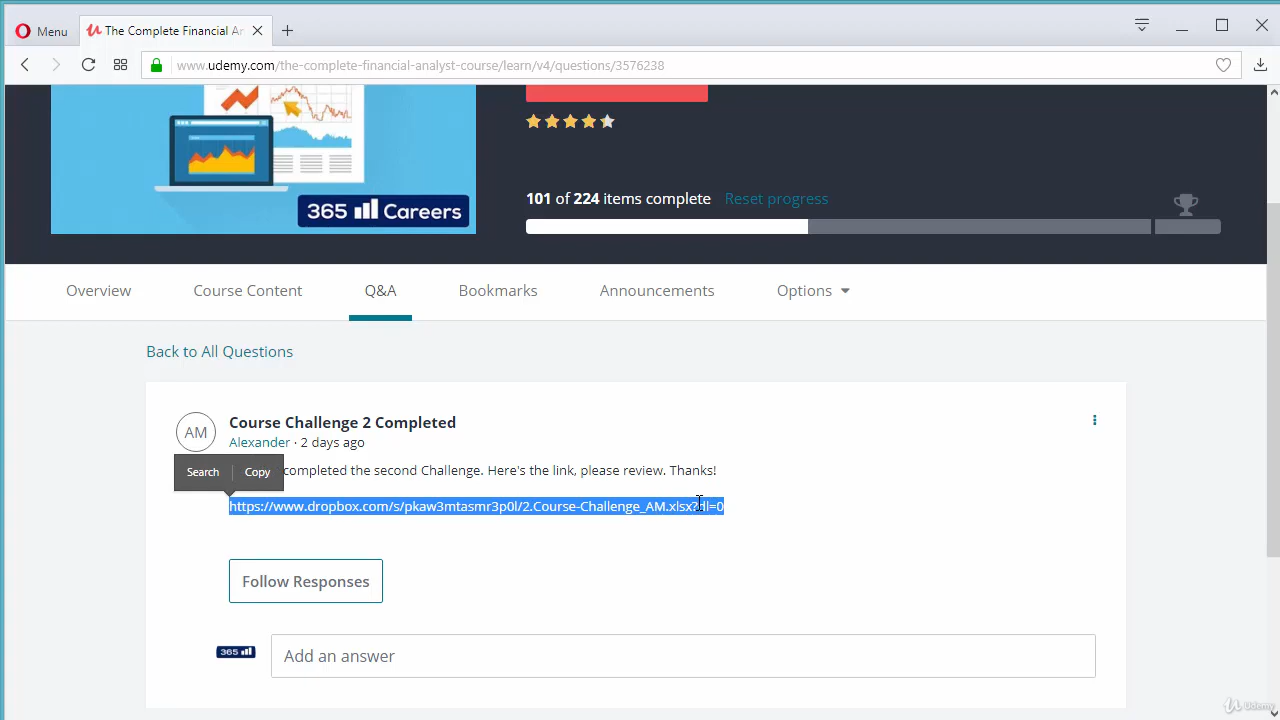 Menu
The Complete Financial Ar
www.udemy.com/the-complete-financial-analyst-course/learn/v4/questions/3576238
365 Careers
101 of 224 items complete Reset progress
Overview Course Content Q&A Bookmarks Announcements Options
Back to All Questions
AM
Course Challenge 2 Completed
Alexander · 2 days ago
Search Copy
completed the second Challenge. Here's the link, please review. Thanks!
https://www.dropbox.com/s/pkaw3mtasmr3p0l/2.Course-Challenge_AM.xlsx?dl=0
Follow Responses
365
Add an answer
Udemy